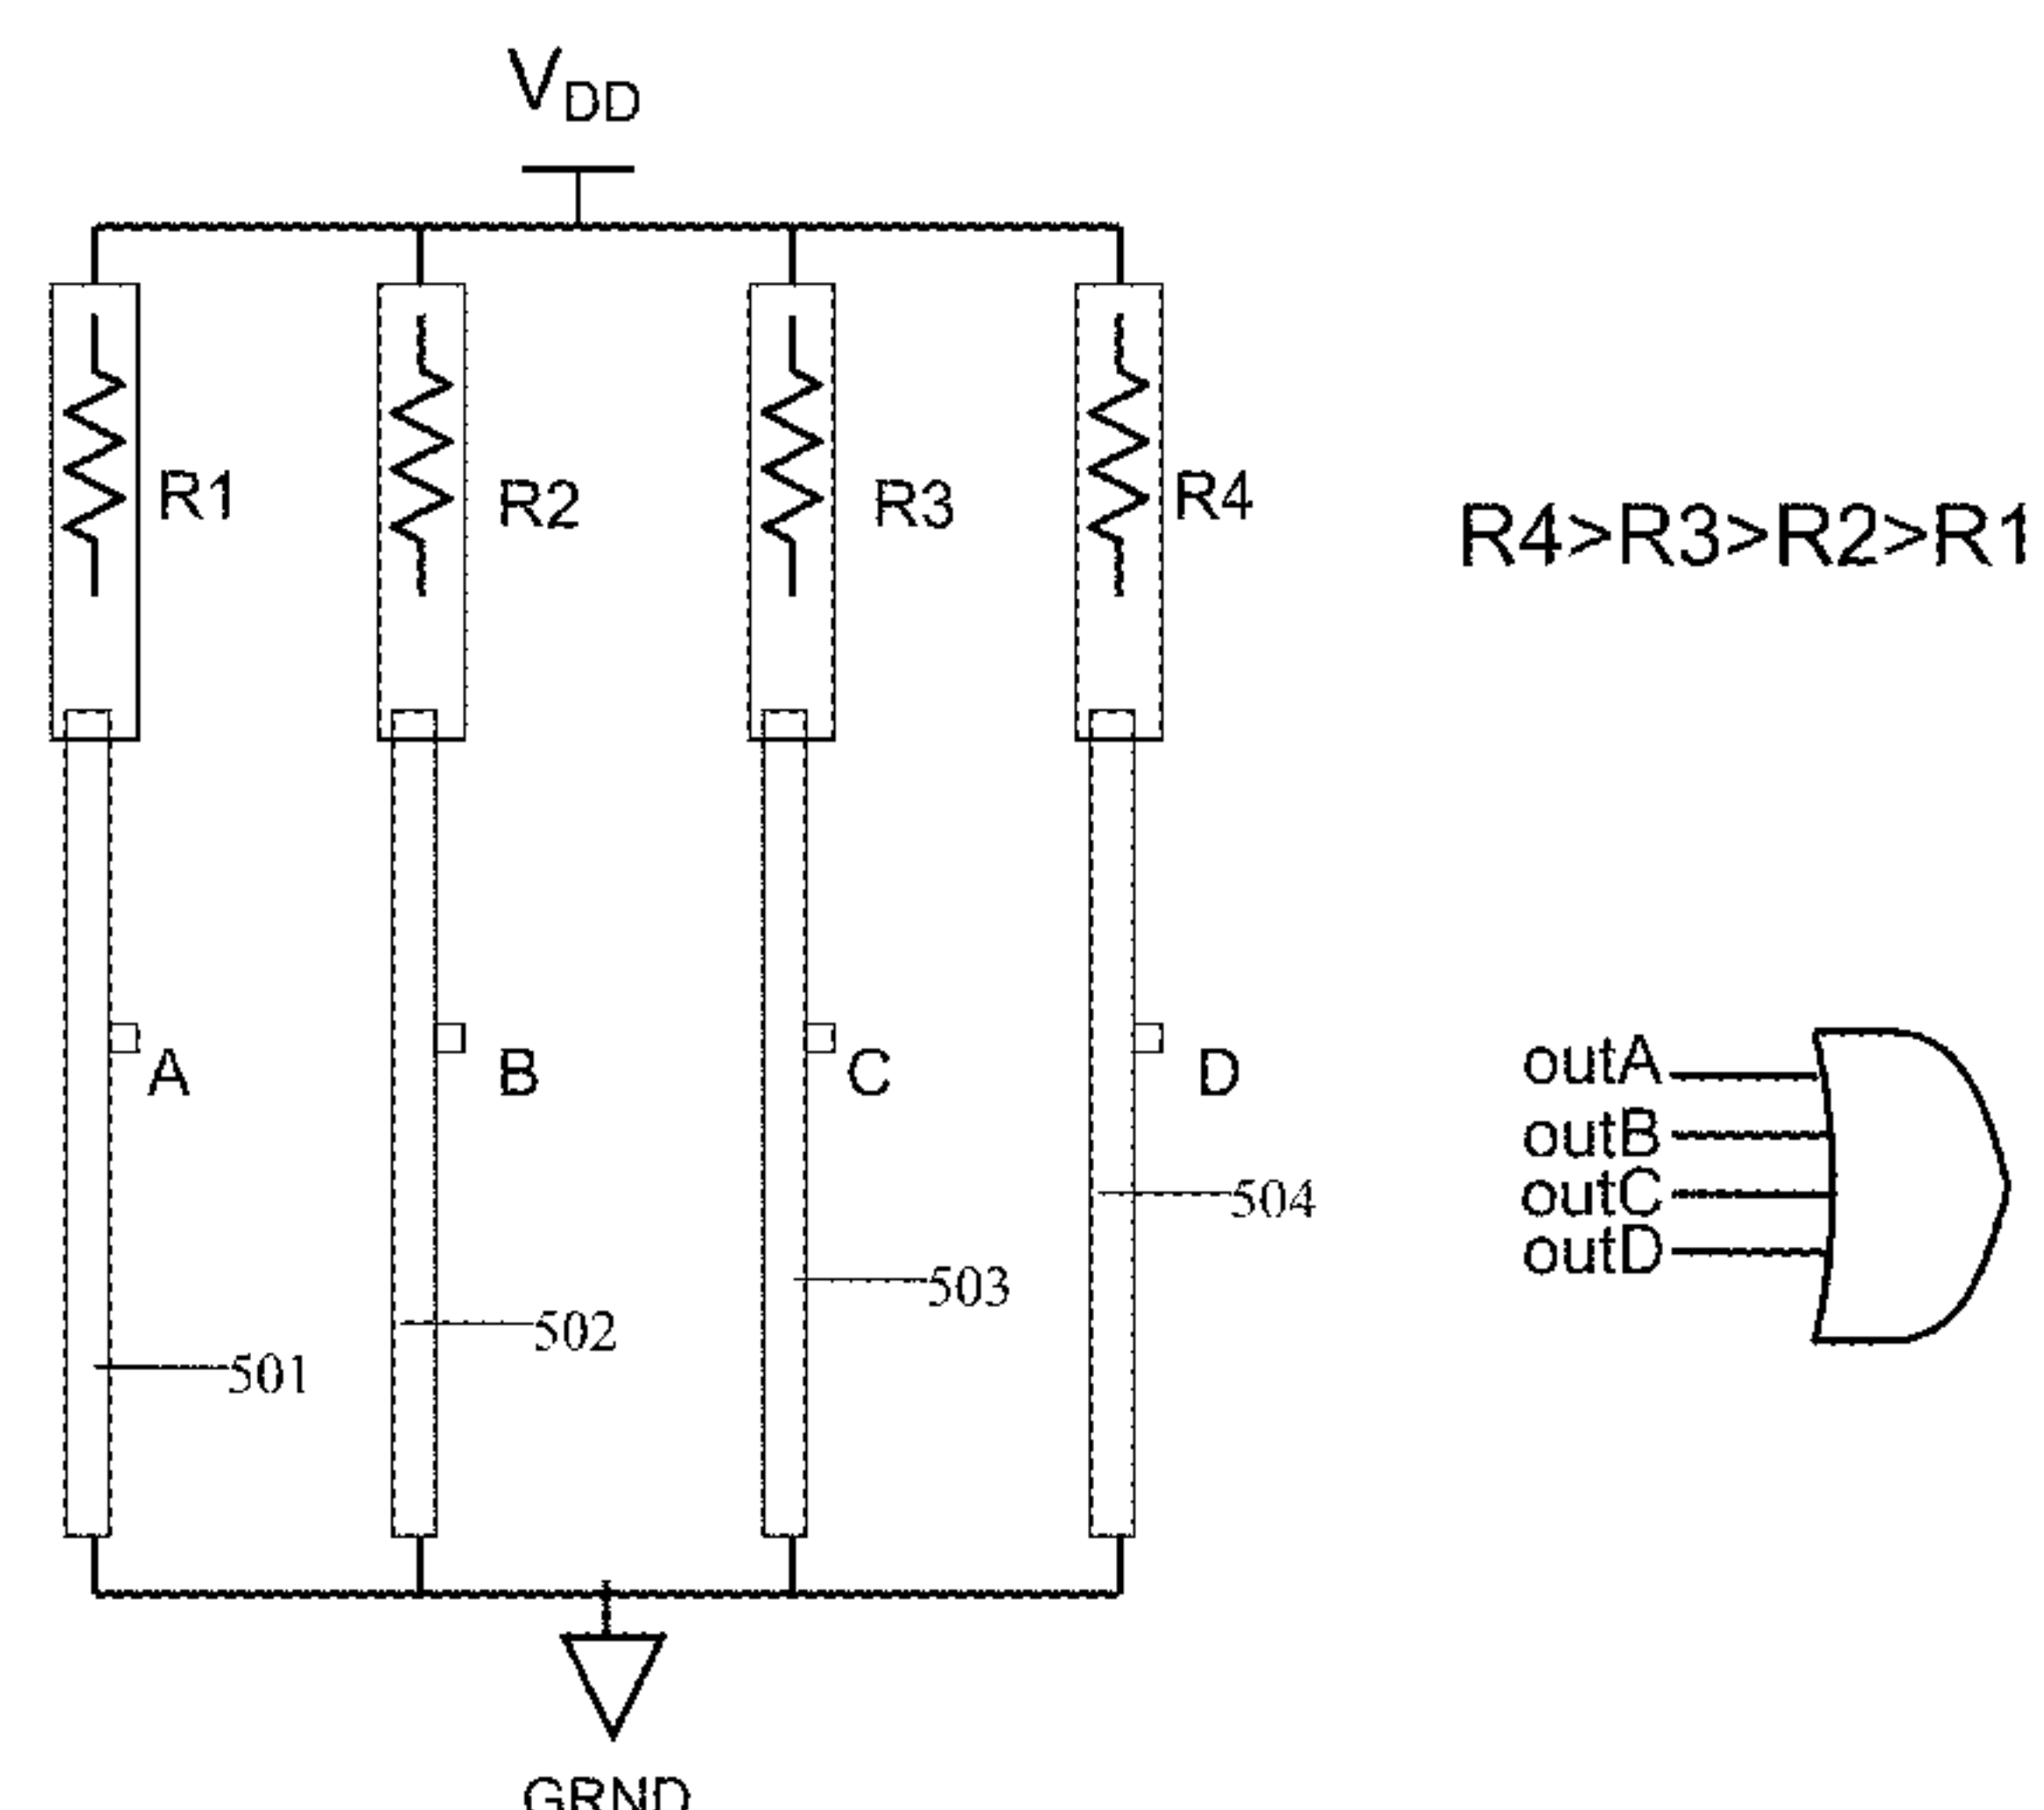 VDD
R1
R2
R3
R4
R4>R3>R2>R1
A
B
C
D
outA
outB
outC
outD
504
503
502
501
GRND